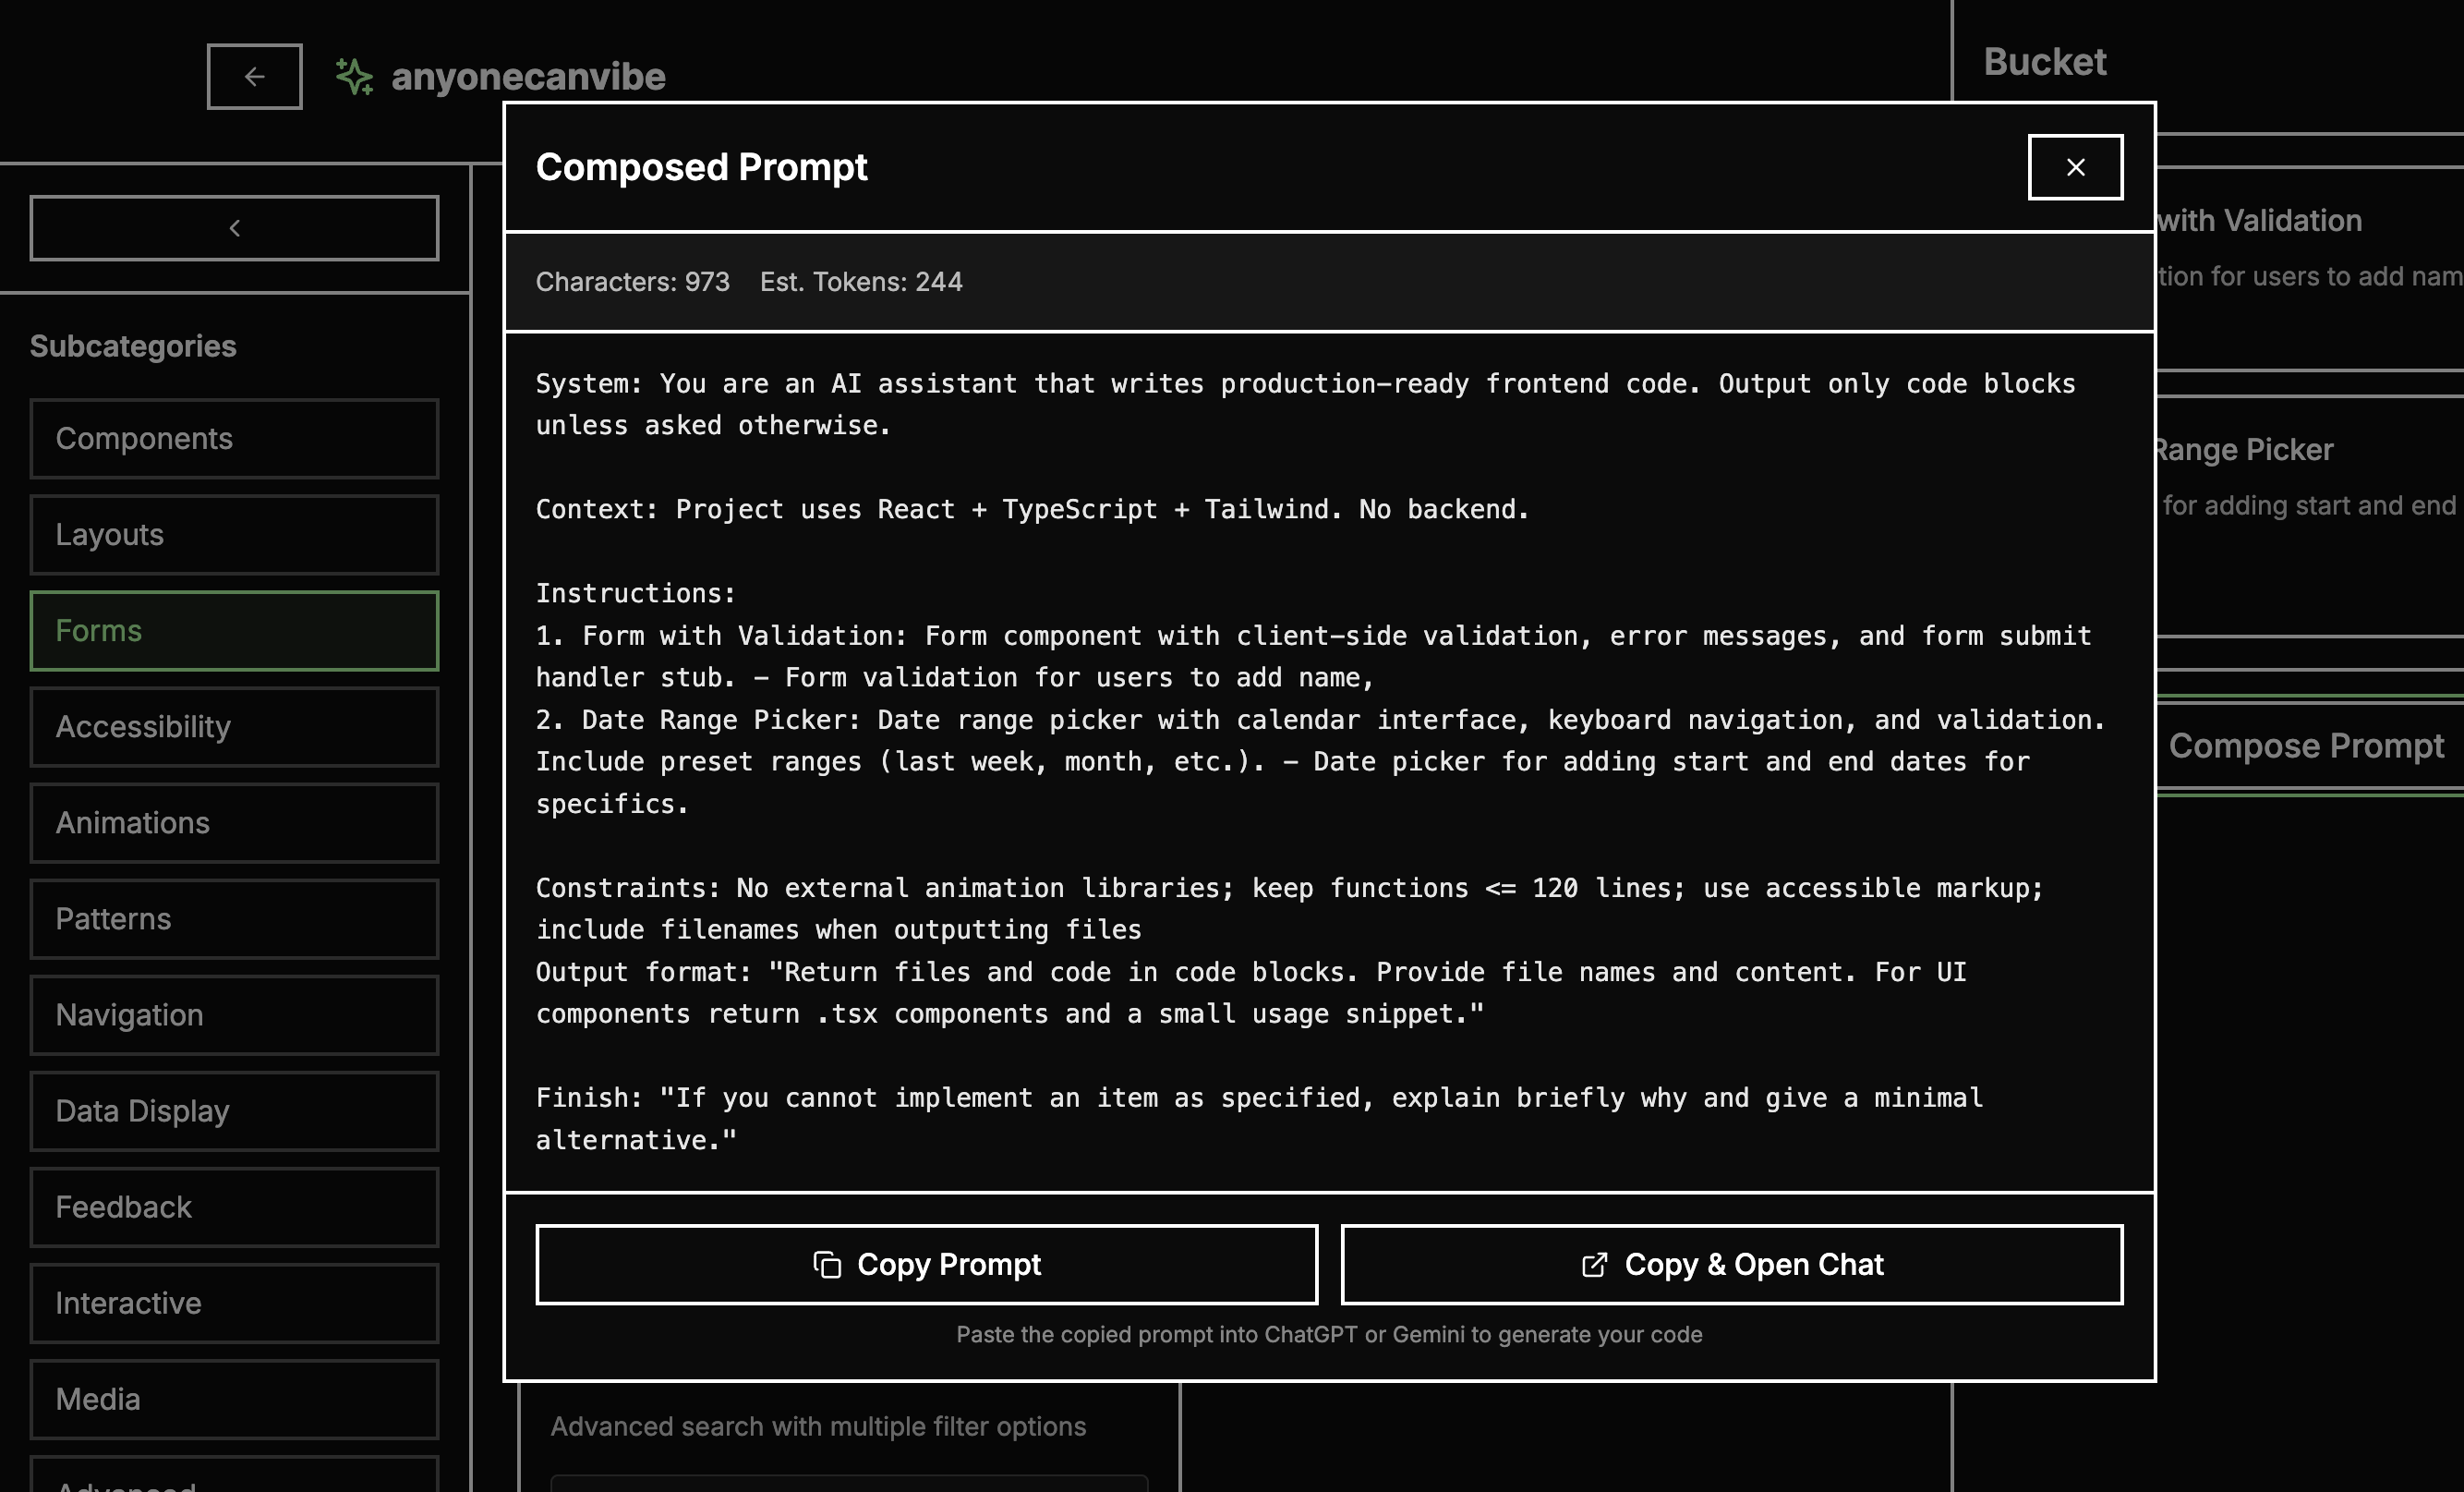 anyonecanvibe
Bucket
Composed Prompt
Characters: 973 Est. Tokens: 244
System: You are an AI assistant that writes production-ready frontend code. Output only code blocks
unless asked otherwise.
Context: Project uses React + TypeScript + Tailwind. No backend.
Instructions:
1. Form with Validation: Form component with client-side validation, error messages, and form submit
handler stub. – Form validation for users to add name,
2. Date Range Picker: Date range picker with calendar interface, keyboard navigation, and validation.
Include preset ranges (last week, month, etc.). – Date picker for adding start and end dates for
specifics.
Constraints: No external animation libraries; keep functions <= 120 lines; use accessible markup;
include filenames when outputting files
Output format: "Return files and code in code blocks. Provide file names and content. For UI
components return .tsx components and a small usage snippet."
Finish: "If you cannot implement an item as specified, explain briefly why and give a minimal
alternative."
Copy Prompt
Copy & Open Chat
Paste the copied prompt into ChatGPT or Gemini to generate your code
Subcategories
Components
Layouts
Forms
Accessibility
Animations
Patterns
Navigation
Data Display
Feedback
Interactive
Media
Advanced
Advanced search with multiple filter options
with Validation
tion for users to add nam
Range Picker
for adding start and end
Compose Prompt